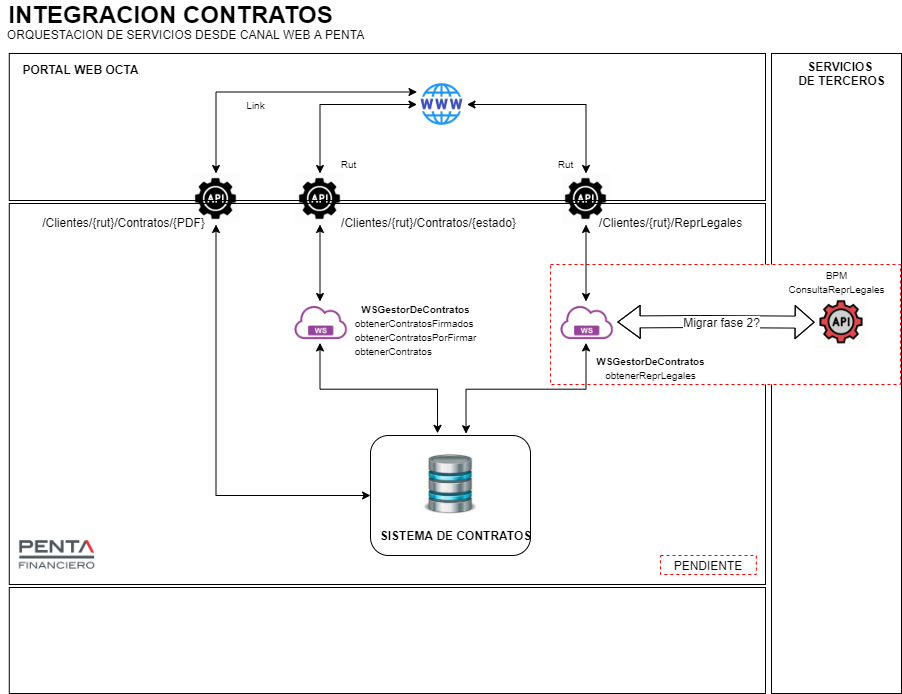 INTEGRACION CONTRATOS
ORQUESTACION DE SERVICIOS DESDE CANAL WEB A PENTA
PORTAL WEB OCTA
SERVICIOS
DE TERCEROS
WWW
Link
Rut
Rut
API
API
API
/Clientes/{rut}/Contratos/{PDF}
/Clientes/{rut}/Contratos/{estado}
/Clientes/{rut}/ReprLegales
BPM
ConsultaReprLegales
WSGestorDeContratos
obtenerContratosFirmados
obtenerContratosPorFirmar
obtenerContratos
WS
WS
Migrar fase 2?
API
WSGestorDeContratos
obtenerReprLegales
SISTEMA DE CONTRATOS
PENTA
FINANCIERO
PENDIENTE